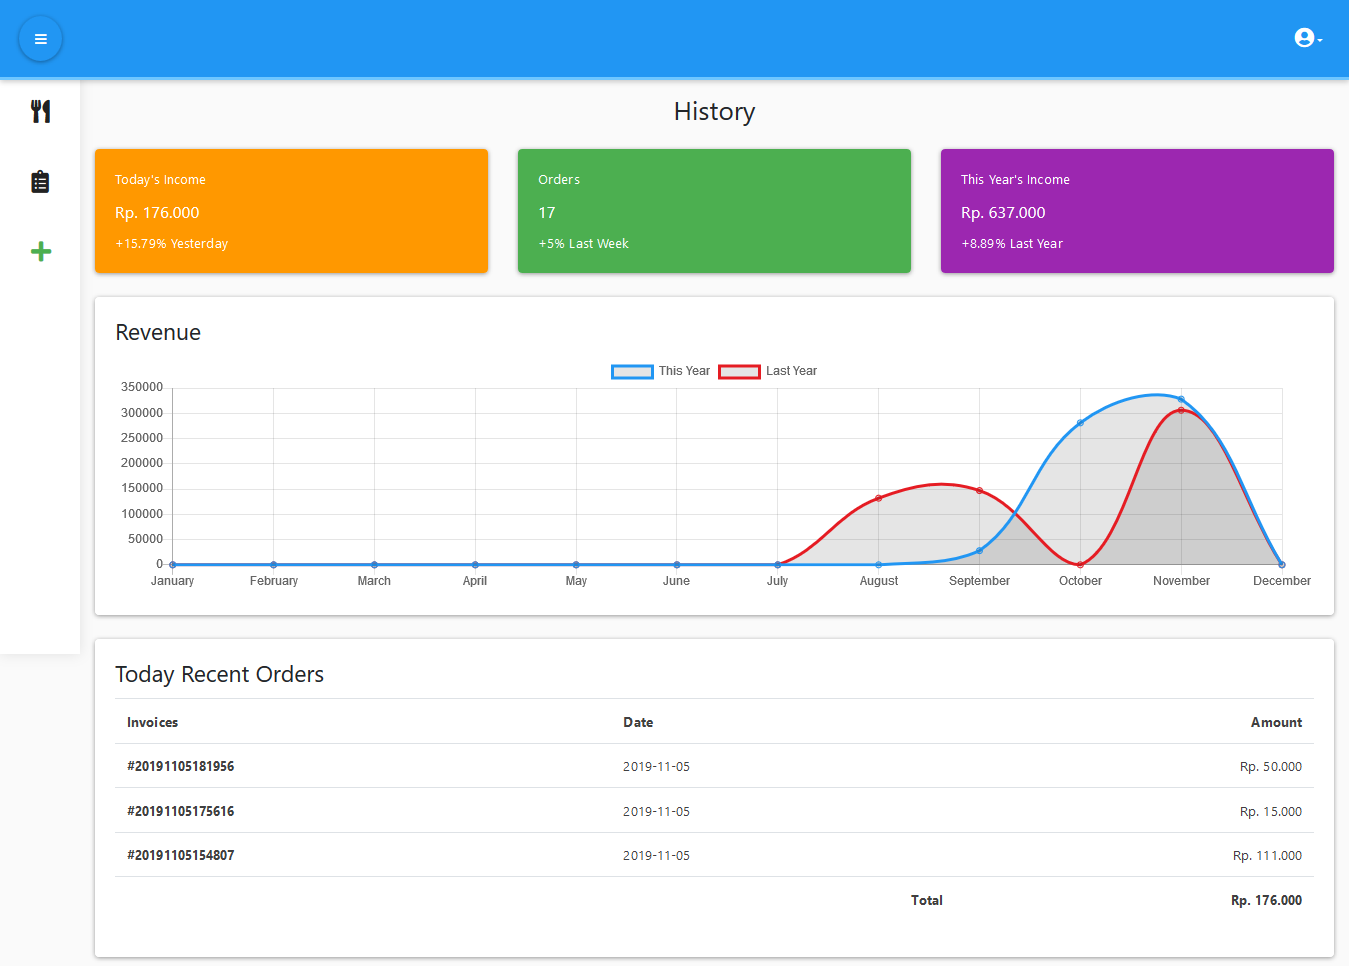 History
Today's Income
Rp. 176.000
+15.79% Yesterday
Orders
17
+5% Last Week
This Year's Income
Rp. 637.000
+8.89% Last Year
Revenue
This Year Last Year
350000
300000
250000
200000
150000
100000
50000
0
January February March April May June July August September October November December
Today Recent Orders
Invoices Date Amount
#20191105181956 2019-11-05 Rp. 50.000
#20191105175616 2019-11-05 Rp. 15.000
#20191105154807 2019-11-05 Rp. 111.000
Total Rp. 176.000